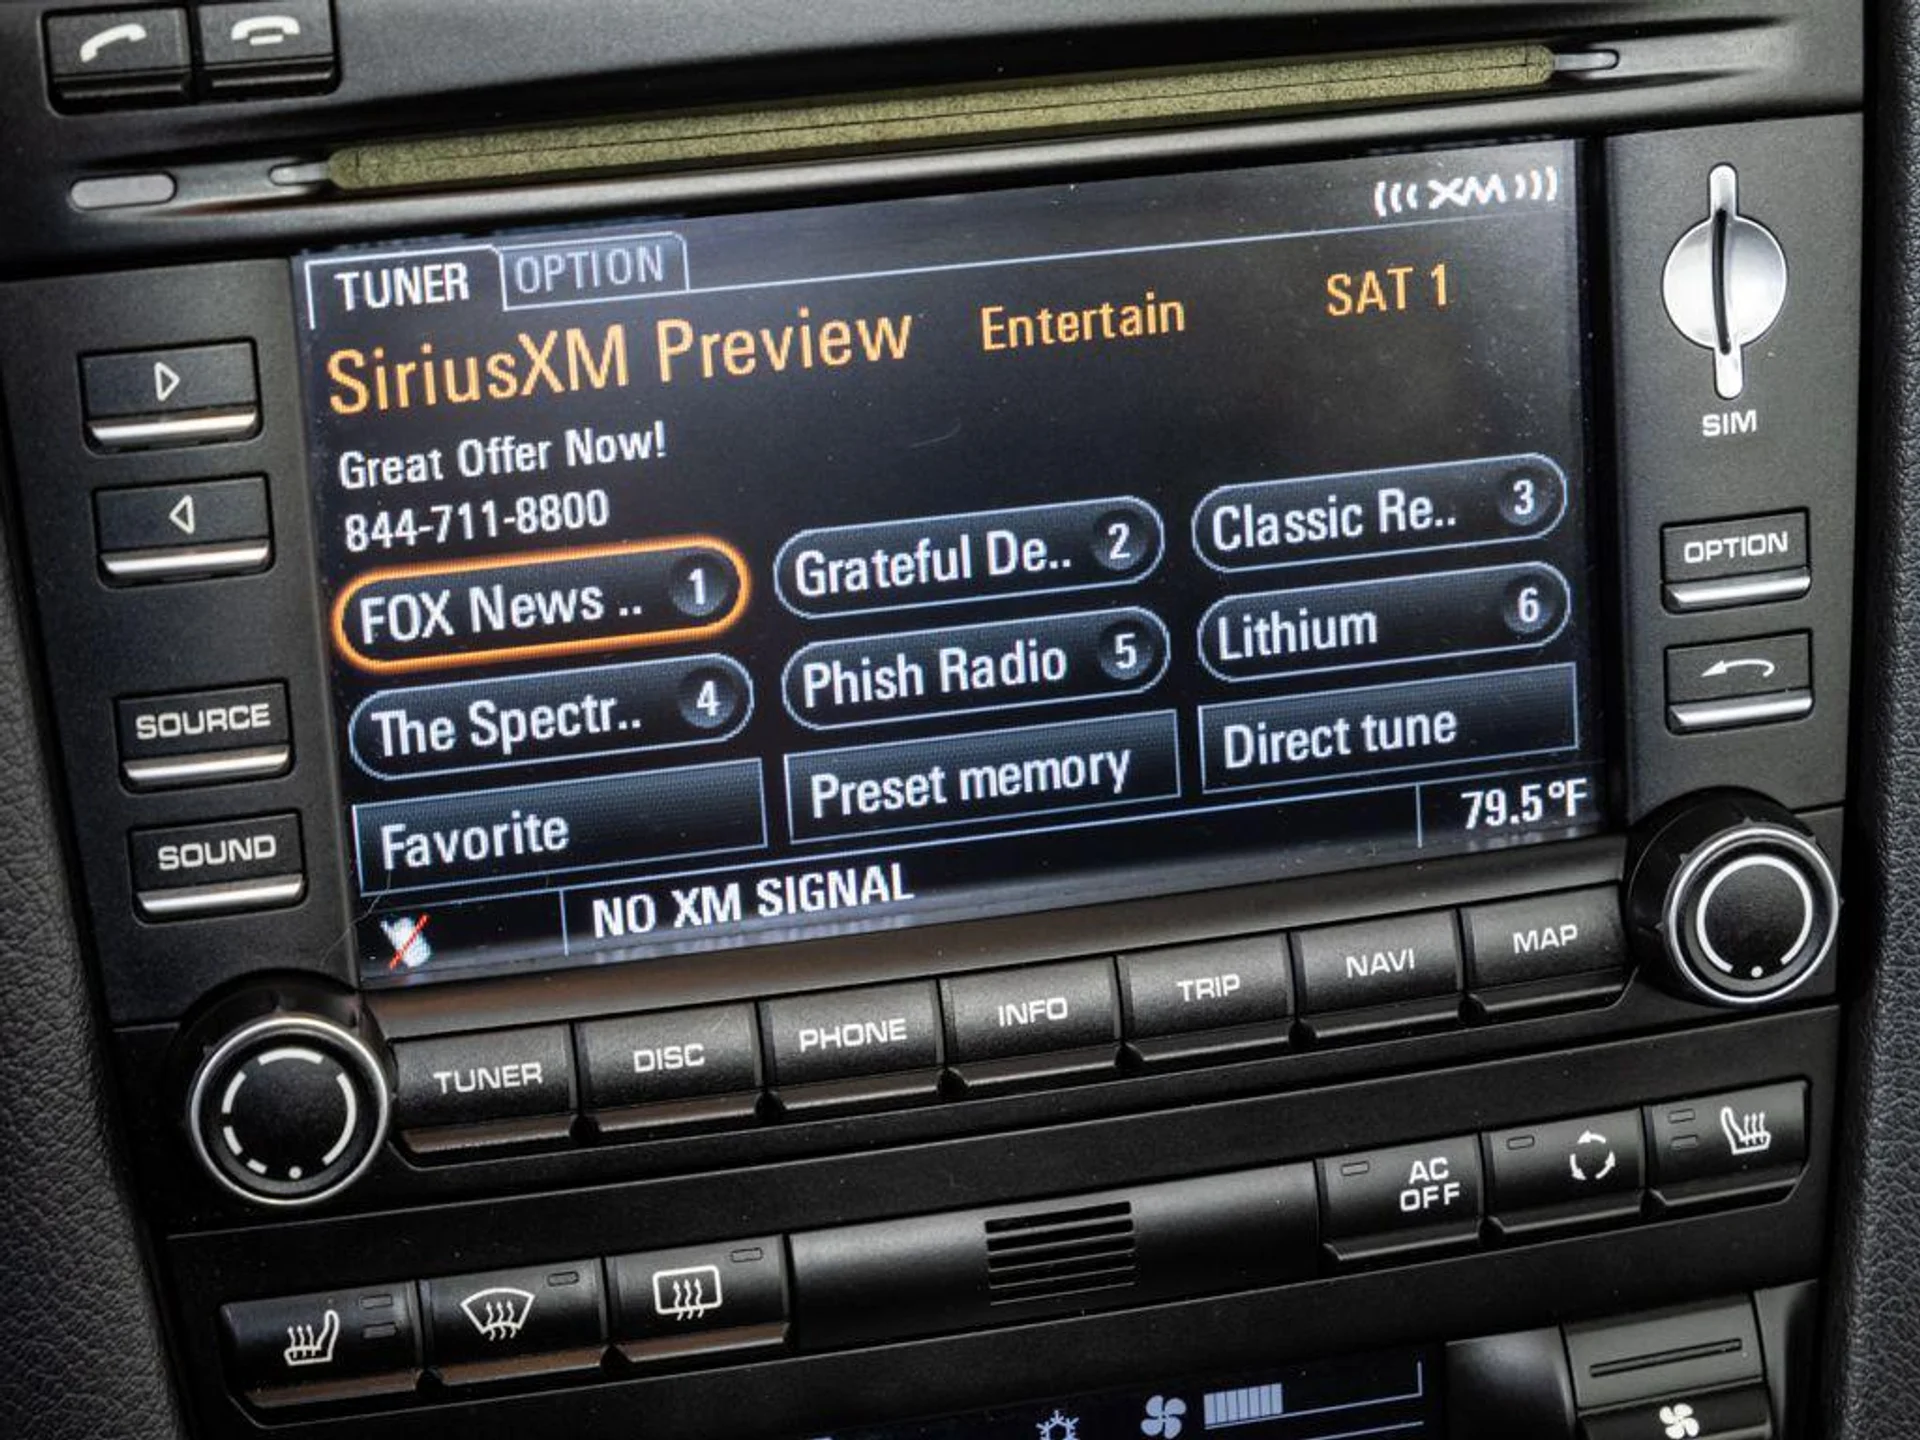 (((XM)))
TUNER OPTION
SiriusXM Preview Entertain SAT 1
Great Offer Now!
844-711-8800
FOX News .. 1 Grateful De.. 2 Classic Re.. 3
The Spectr.. 4 Phish Radio 5 Lithium 6
Favorite Preset memory Direct tune
NO XM SIGNAL 79.5°F
SOURCE
SOUND
SIM
OPTION
TUNER DISC PHONE INFO TRIP NAVI MAP
AC
OFF